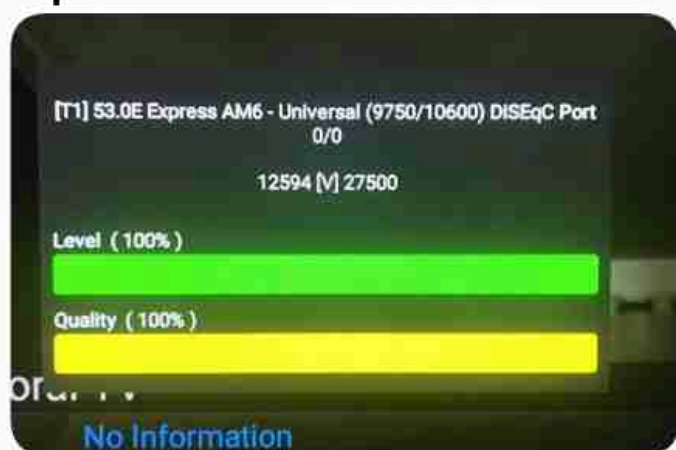 [T1] 53.0E Express AM6 - Universal (9750/10600) DiSEqC Port
0/0
12594 [V] 27500
Level ( 100% )
Quality ( 100% )
No Information